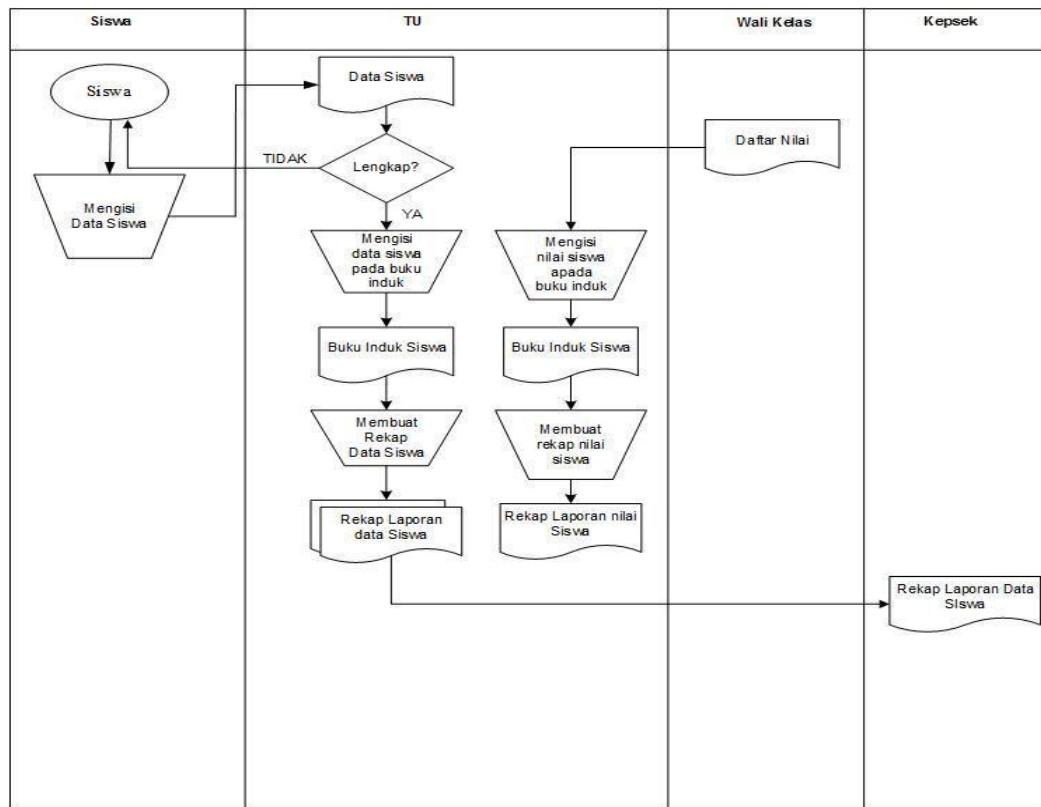 Siswa
TU
Wali Kelas
Kepsek
Siswa
Mengisi
Data Siswa
Data Siswa
Lengkap?
TIDAK
YA
Mengisi
data siswa
pada buku
induk
Buku Induk Siswa
Membuat
Rekap
Data Siswa
Rekap Laporan
data Siswa
Mengisi
nilai siswa
apada
buku induk
Buku Induk Siswa
Membuat
rekap nilai
siswa
Rekap Laporan nilai
Siswa
Daftar Nilai
Rekap Laporan Data
SIswa